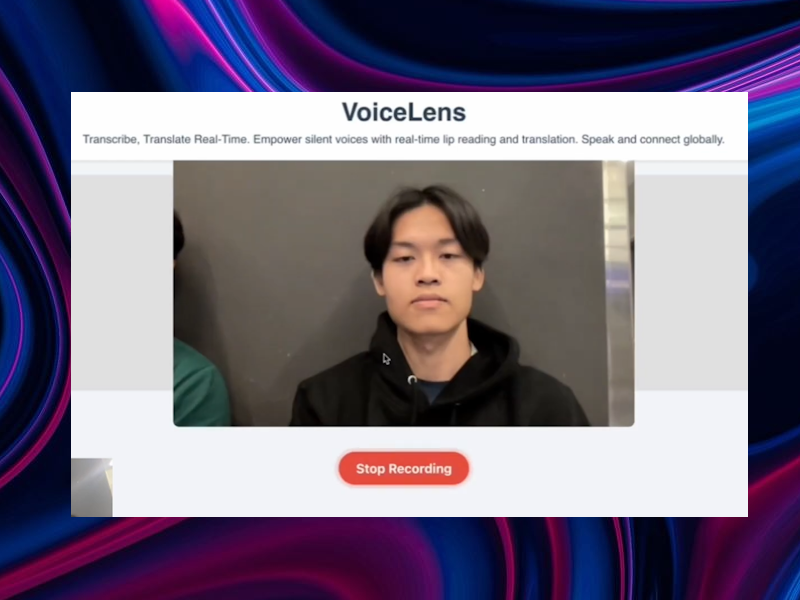 VoiceLens
Transcribe, Translate Real-Time. Empower silent voices with real-time lip reading and translation. Speak and connect globally.
Stop Recording